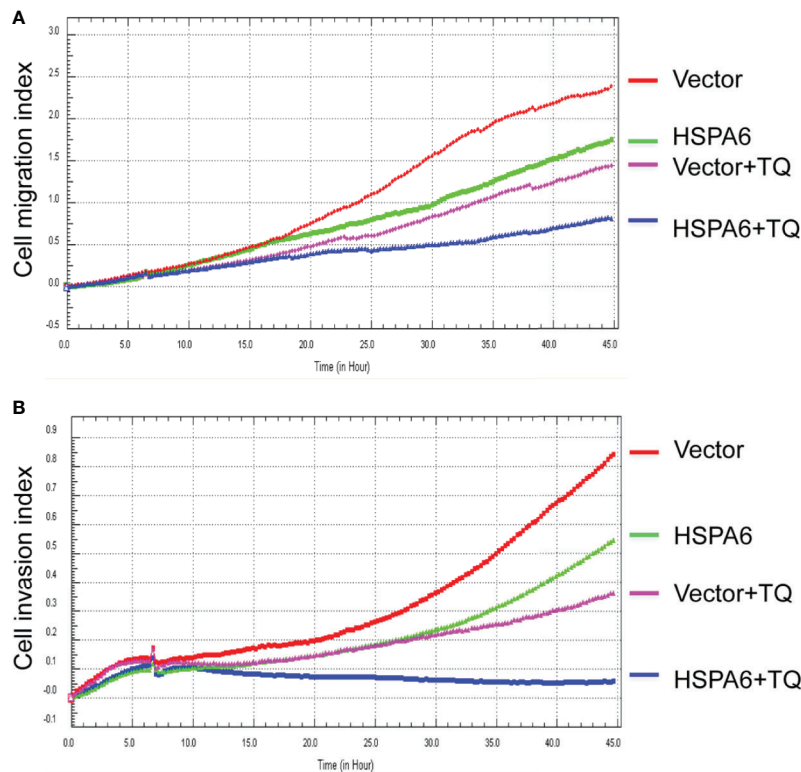 A
Cell migration index
3.0
2.5
2.0
1.5
1.0
0.5
0.0
-0.5
0.0 5.0 10.0 15.0 20.0 25.0 30.0 35.0 40.0 45.0
Time (in Hour)
Vector
HSPA6
Vector+TQ
HSPA6+TQ
B
Cell invasion index
0.9
0.8
0.7
0.6
0.5
0.4
0.3
0.2
0.1
-0.0
-0.1
0.0 5.0 10.0 15.0 20.0 25.0 30.0 35.0 40.0 45.0
Time (in Hour)
Vector
HSPA6
Vector+TQ
HSPA6+TQ